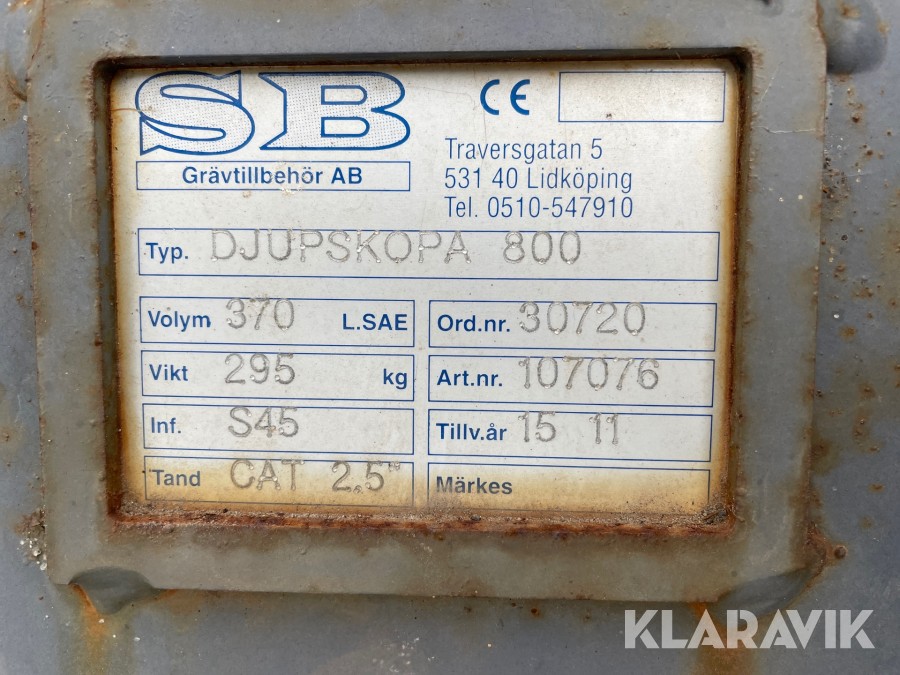 SB
CE
Grävtillbehör AB
Traversgatan 5
531 40 Lidköping
Tel. 0510-547910
Typ. DJUPSKOPA 800
Volym 370 L.SAE
Ord.nr. 30720
Vikt 295 kg
Art.nr. 107076
Inf. S45
Tillv.år 15 11
Tand CAT 2.5"
Märkes
KLARAVIK